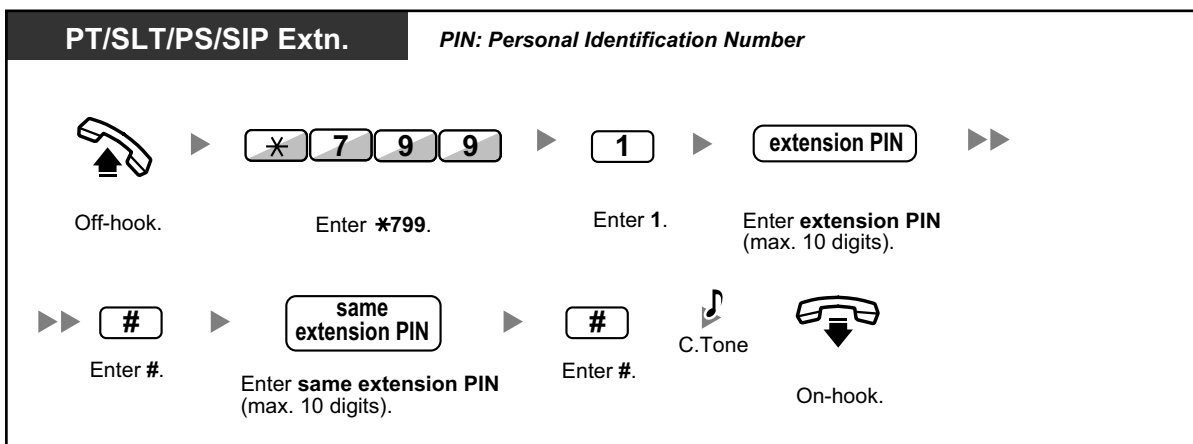 PT/SLT/PS/SIP Extn.
PIN: Personal Identification Number
* 7 9 9
1
extension PIN
Off-hook.
Enter *799.
Enter 1.
Enter extension PIN
(max. 10 digits).
#
same
extension PIN
#
C.Tone
Enter #.
Enter same extension PIN
(max. 10 digits).
Enter #.
On-hook.